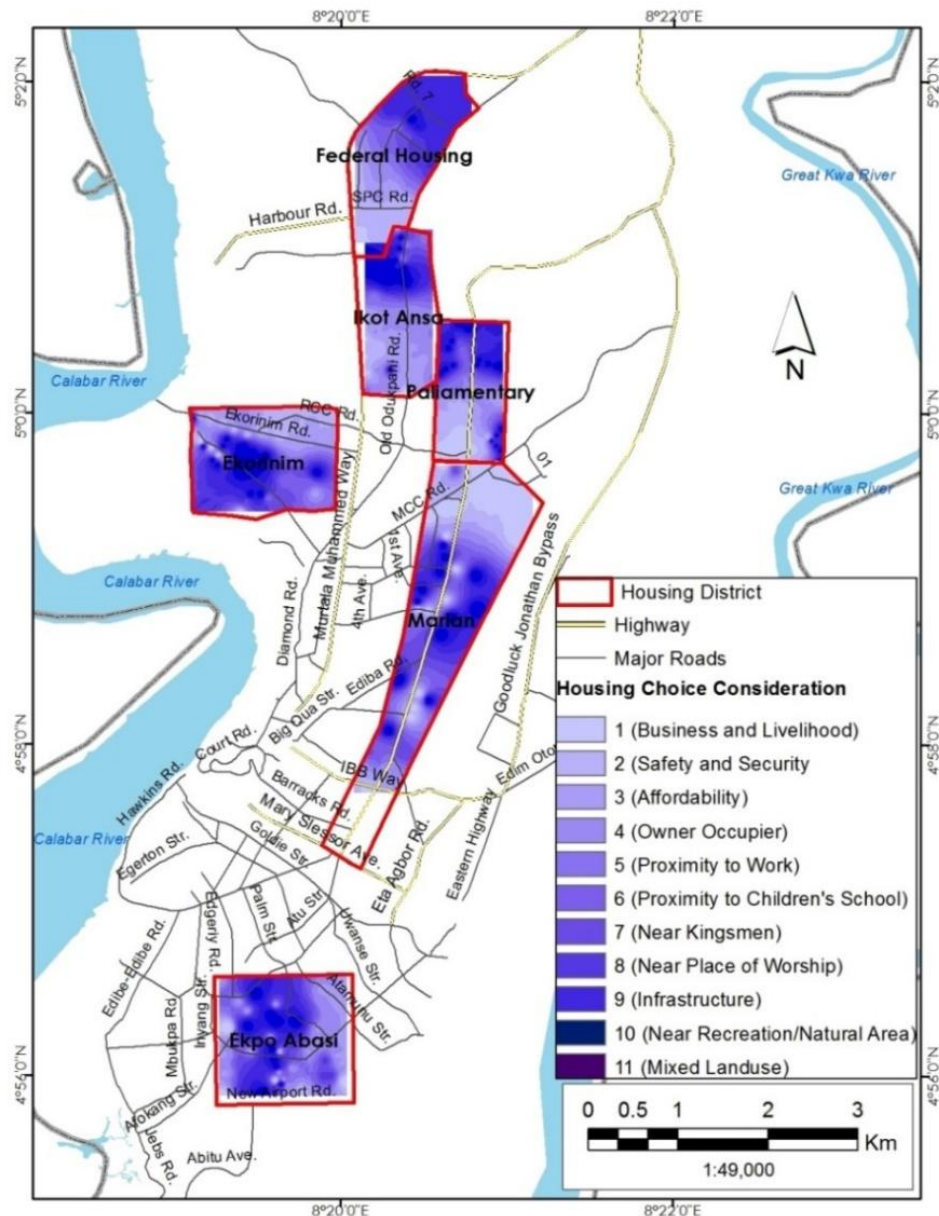 8°20'0"E
8°22'0"E
5°2'0"N
5°2'0"N
Rd. 7
Federal Housing
SPC Rd.
Harbour Rd.
Great Kwa River
Ikot Ansa
N
Calabar River
Paliamentary
5°0'0"N
5°0'0"N
RCC Rd.
Ekorinim Rd.
Old Odukpani Rd.
Ekorinim
01
MCC Rd.
Great Kwa River
1st Ave.
Calabar River
4th Ave.
Murtala Muhammed Way
Diamond Rd.
Marian
Goodluck Jonathan Bypass
Ediba Rd.
Big Qua Str.
Court Rd.
4°58'0"N
4°58'0"N
IBB Way
Edim Otor
Hawkins Rd.
Barracks Rd.
Mary Slessor Ave.
Goldie Str.
Calabar River
Egerton Str.
Eta Agbor Rd.
Eastern Highway
Edgerly Rd.
Palm Str.
Atu Str.
Uwanse Str.
Edibe-Edibe Rd.
Atamunu Str.
Inyang Str.
Mbukpa Rd
Ekpo Abasi
4°56'0"N
4°56'0"N
New Airport Rd.
Afokang Str.
Jebs Rd.
Abitu Ave.
Housing District
Highway
Major Roads
Housing Choice Consideration
1 (Business and Livelihood)
2 (Safety and Security
3 (Affordability)
4 (Owner Occupier)
5 (Proximity to Work)
6 (Proximity to Children's School)
7 (Near Kingsmen)
8 (Near Place of Worship)
9 (Infrastructure)
10 (Near Recreation/Natural Area)
11 (Mixed Landuse)
0 0.5 1 2 3
Km
1:49,000
8°20'0"E
8°22'0"E